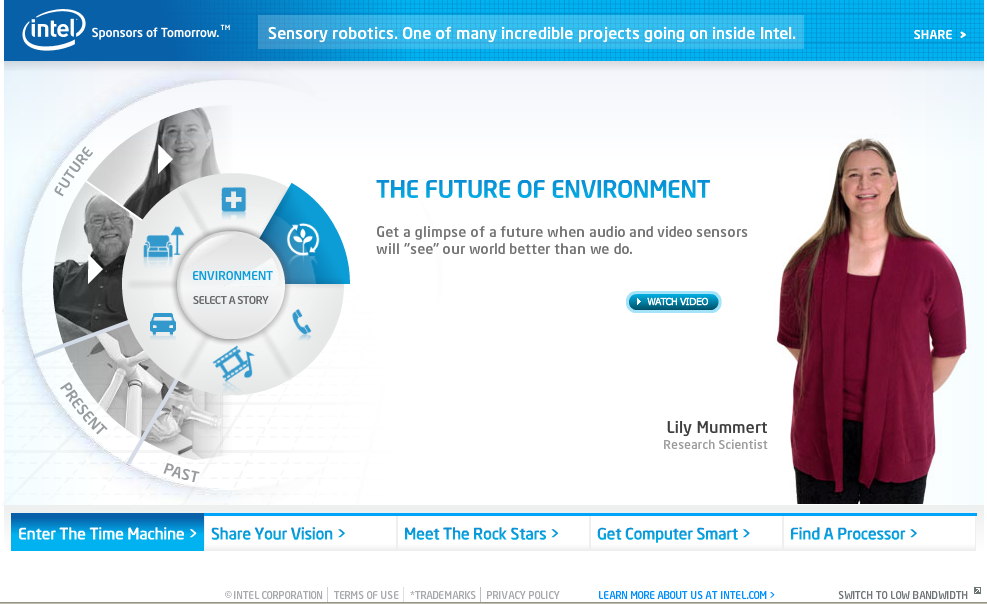 intel Sponsors of Tomorrow.™
Sensory robotics. One of many incredible projects going on inside Intel.
SHARE >
FUTURE
PRESENT
PAST
ENVIRONMENT
SELECT A STORY
THE FUTURE OF ENVIRONMENT
Get a glimpse of a future when audio and video sensors
will "see" our world better than we do.
WATCH VIDEO
Lily Mummert
Research Scientist
Enter The Time Machine >
Share Your Vision >
Meet The Rock Stars >
Get Computer Smart >
Find A Processor >
© INTEL CORPORATION | TERMS OF USE | *TRADEMARKS | PRIVACY POLICY
LEARN MORE ABOUT US AT INTEL.COM >
SWITCH TO LOW BANDWIDTH